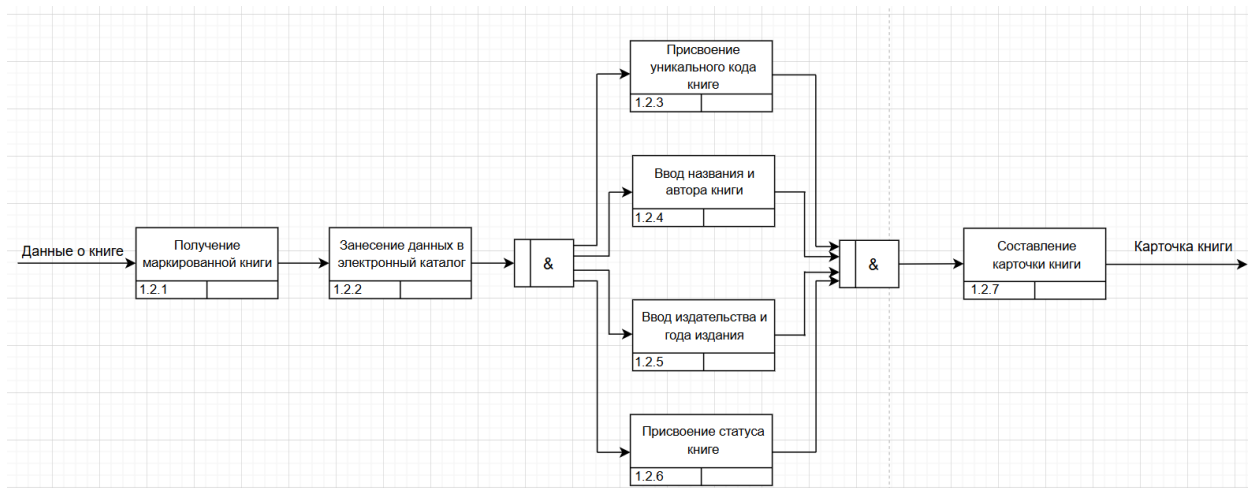 Данные о книге
Получение
маркированной книги
1.2.1
Занесение данных в
электронный каталог
1.2.2
&
Присвоение
уникального кода
книге
1.2.3
Ввод названия и
автора книги
1.2.4
Ввод издательства и
года издания
1.2.5
Присвоение статуса
книге
1.2.6
&
Составление
карточки книги
1.2.7
Карточка книги